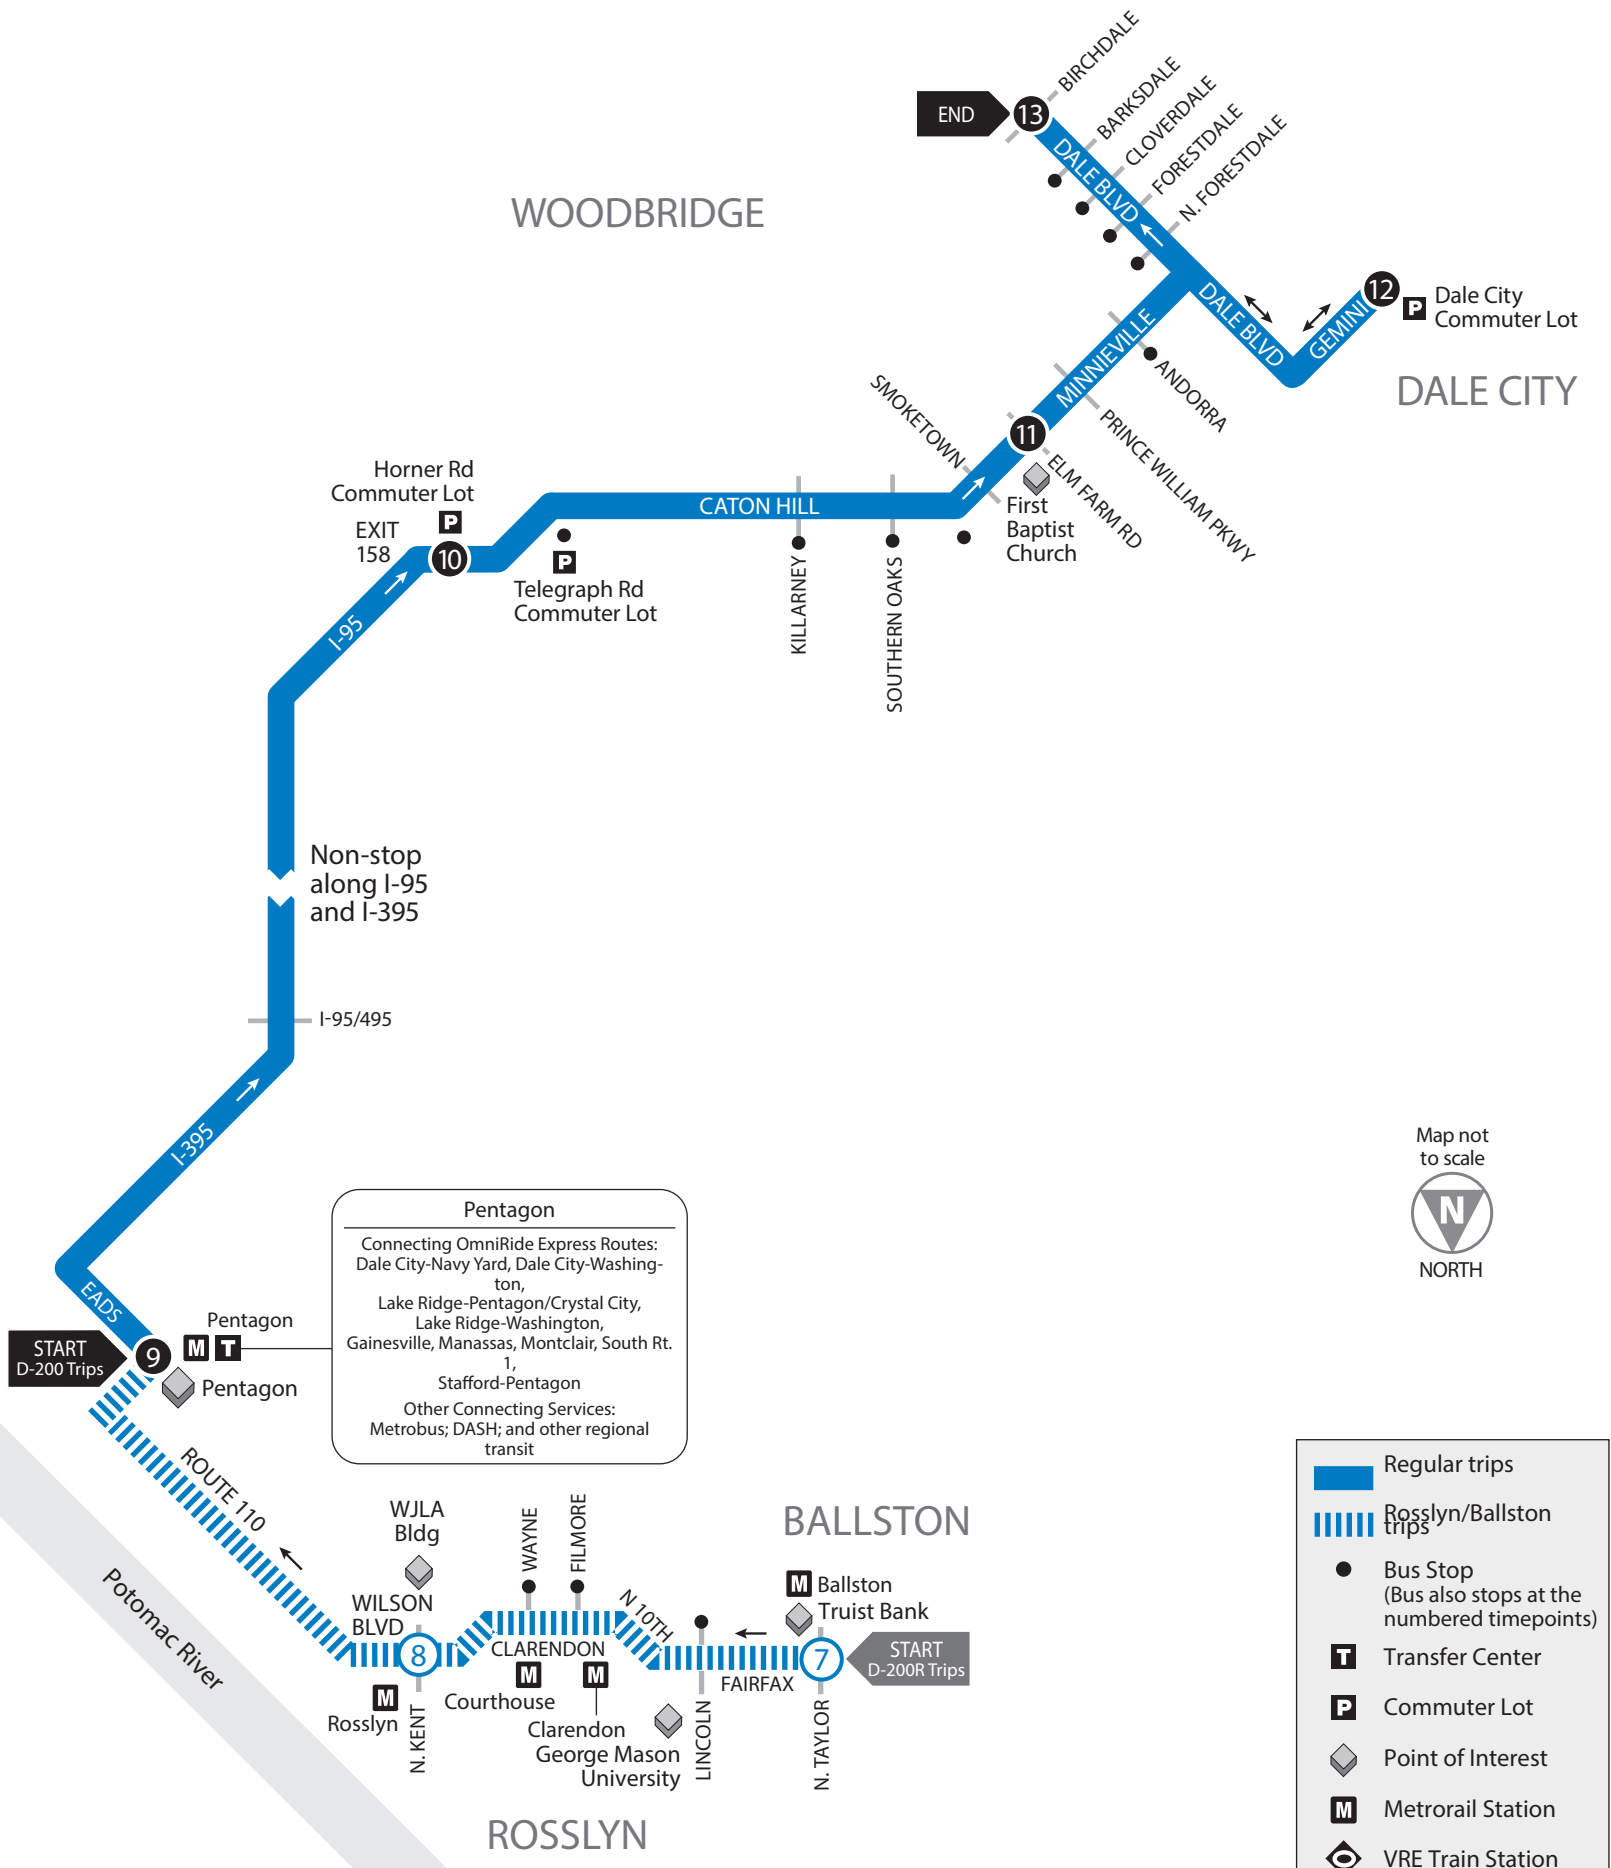 BIRCHDALE
END
13
BARKSDALE
CLOVERDALE
FORESTDALE
N. FORESTDALE
DALE BLVD
WOODBRIDGE
12
P
Dale City
Commuter Lot
DALE BLVD
GEMINI
DALE CITY
MINNIEVILLE
ANDORRA
PRINCE WILLIAM PKWY
SMOKETOWN
11
ELM FARM RD
First
Baptist
Church
Horner Rd
Commuter Lot
P
EXIT
158
10
CATON HILL
P
Telegraph Rd
Commuter Lot
KILLARNEY
SOUTHERN OAKS
I-95
Non-stop
along I-95
and I-395
I-95/495
I-395
Map not
to scale
N
NORTH
Pentagon
Connecting OmniRide Express Routes:
Dale City-Navy Yard, Dale City-Washing-
ton,
Lake Ridge-Pentagon/Crystal City,
Lake Ridge-Washington,
Gainesville, Manassas, Montclair, South Rt.
1,
Stafford-Pentagon
Other Connecting Services:
Metrobus; DASH; and other regional
transit
EADS
START
D-200 Trips
9
Pentagon
M T
Pentagon
ROUTE 110
Potomac River
WJLA
Bldg
WILSON
BLVD
8
M
Rosslyn
N. KENT
WAYNE
FILMORE
CLARENDON
M
Courthouse
M
Clarendon
N 10TH
George Mason
University
LINCOLN
FAIRFAX
BALLSTON
M Ballston
Truist Bank
7
START
D-200R Trips
N. TAYLOR
ROSSLYN
Regular trips
Rosslyn/Ballston
trips
Bus Stop
(Bus also stops at the
numbered timepoints)
T Transfer Center
P Commuter Lot
Point of Interest
M Metrorail Station
VRE Train Station